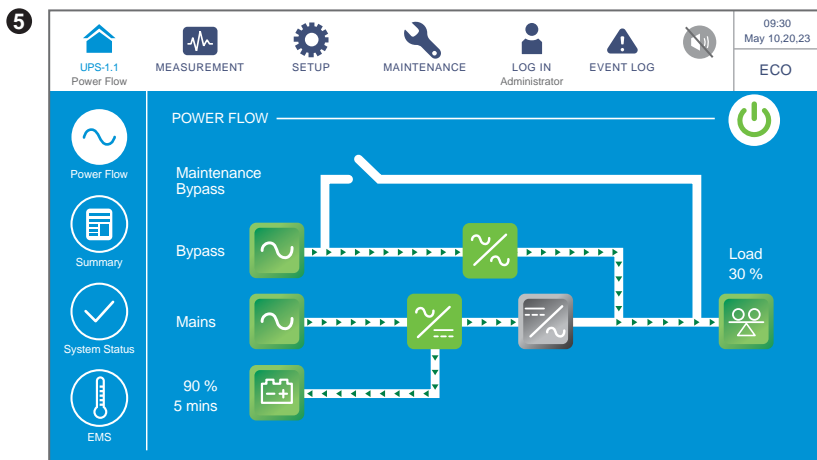 5
UPS-1.1
Power Flow
MEASUREMENT
SETUP
MAINTENANCE
LOG IN
Administrator
EVENT LOG
09:30
May 10,20,23
ECO
POWER FLOW
Power Flow
Summary
System Status
EMS
Maintenance
Bypass
Bypass
Load
30 %
Mains
90 %
5 mins